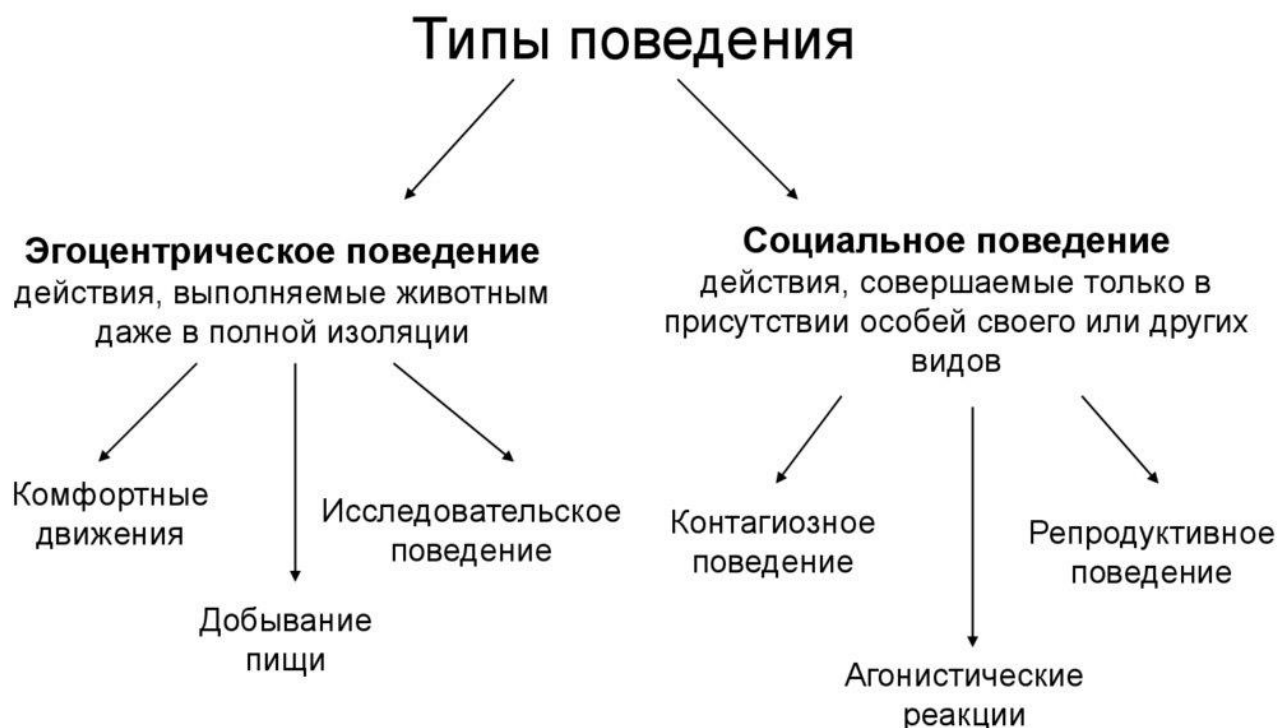 Типы поведения
Эгоцентрическое поведение
действия, выполняемые животным
даже в полной изоляции
Социальное поведение
действия, совершаемые только в
присутствии особей своего или других
видов
Комфортные
движения
Добывание
пищи
Исследовательское
поведение
Контагиозное
поведение
Агонистические
реакции
Репродуктивное
поведение